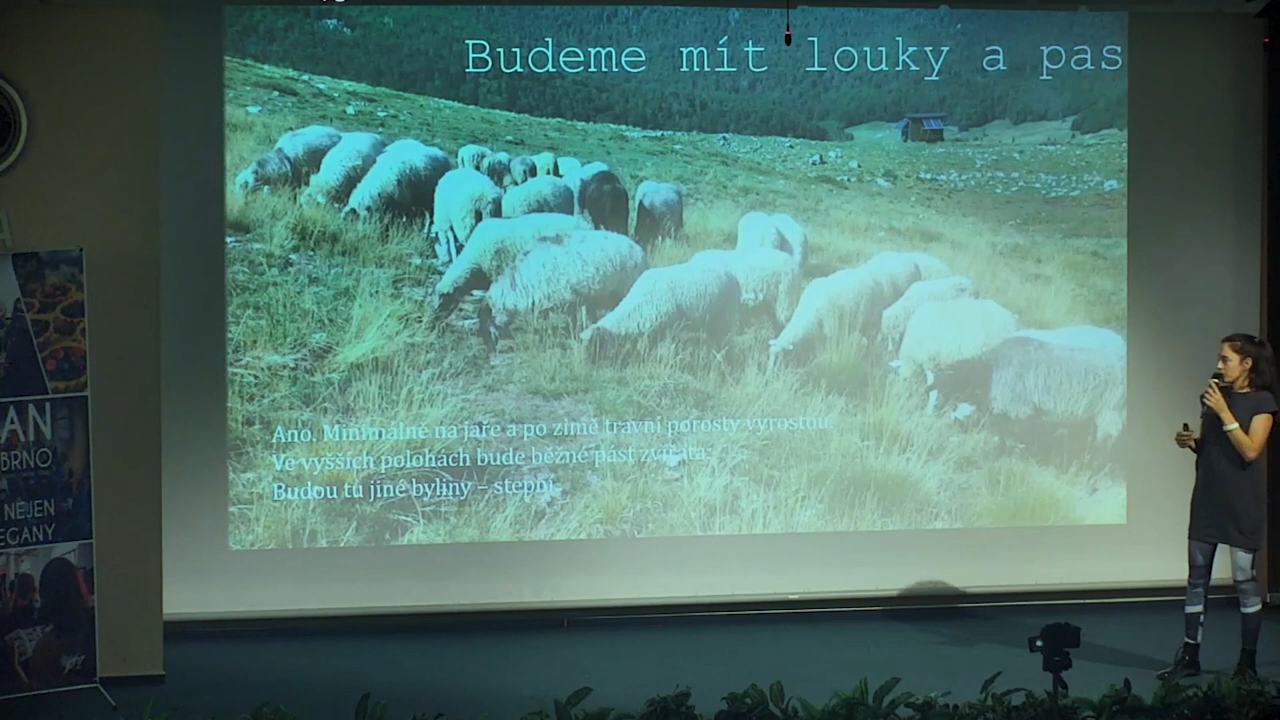 Budeme mít louky a pas
Ano. Minimálně na jaře a po zimě travní porosty vyrostou.
Ve vyšších polohách bude běžné pást zvířata.
Budou tu jiné byliny – stepní.
AN
BRNO
NEJEN
EGANY